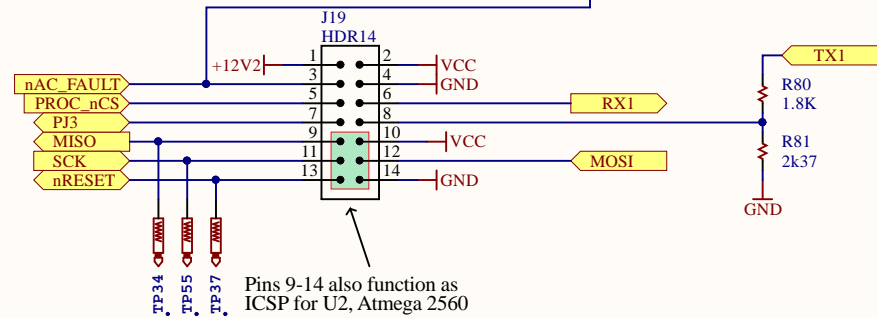 J19
HDR14
+12V2
1
2
VCC
TX1
nAC_FAULT
3
4
GND
R80
1.8K
PROC_nCS
5
6
RX1
PJ3
7
8
MISO
9
10
VCC
R81
2k37
SCK
11
12
MOSI
nRESET
13
14
GND
GND
TP34
TP55
TP37
Pins 9-14 also function as
ICSP for U2, Atmega 2560